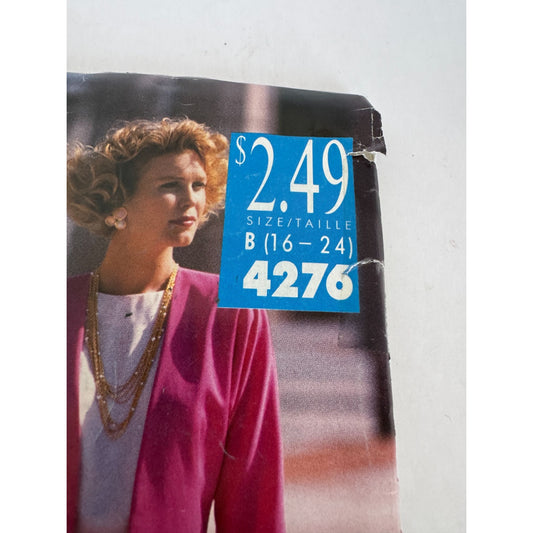 $2.49
SIZE/TAILLE
B (16 – 24)
4276